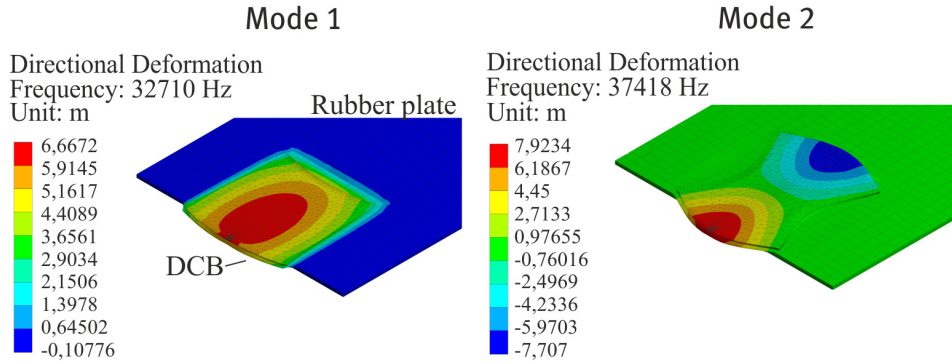 Mode 1
Directional Deformation
Frequency: 32710 Hz
Unit: m
Rubber plate
6,6672
5,9145
5,1617
4,4089
3,6561
2,9034
2,1506
1,3978
0,64502
-0,10776
DCB
Mode 2
Directional Deformation
Frequency: 37418 Hz
Unit: m
7,9234
6,1867
4,45
2,7133
0,97655
-0,76016
-2,4969
-4,2336
-5,9703
-7,707